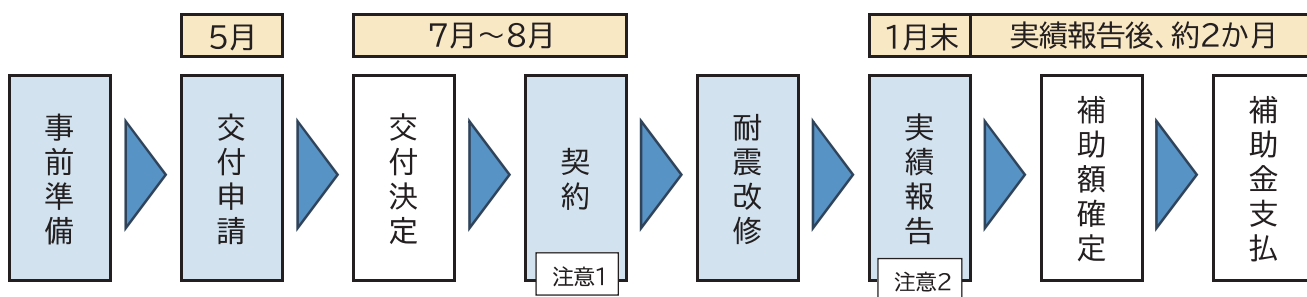 5月
7月～8月
1月末
実績報告後、約2か月
事前準備
交付申請
交付決定
契約
耐震改修
実績報告
補助額確定
補助金支払
注意1
注意2